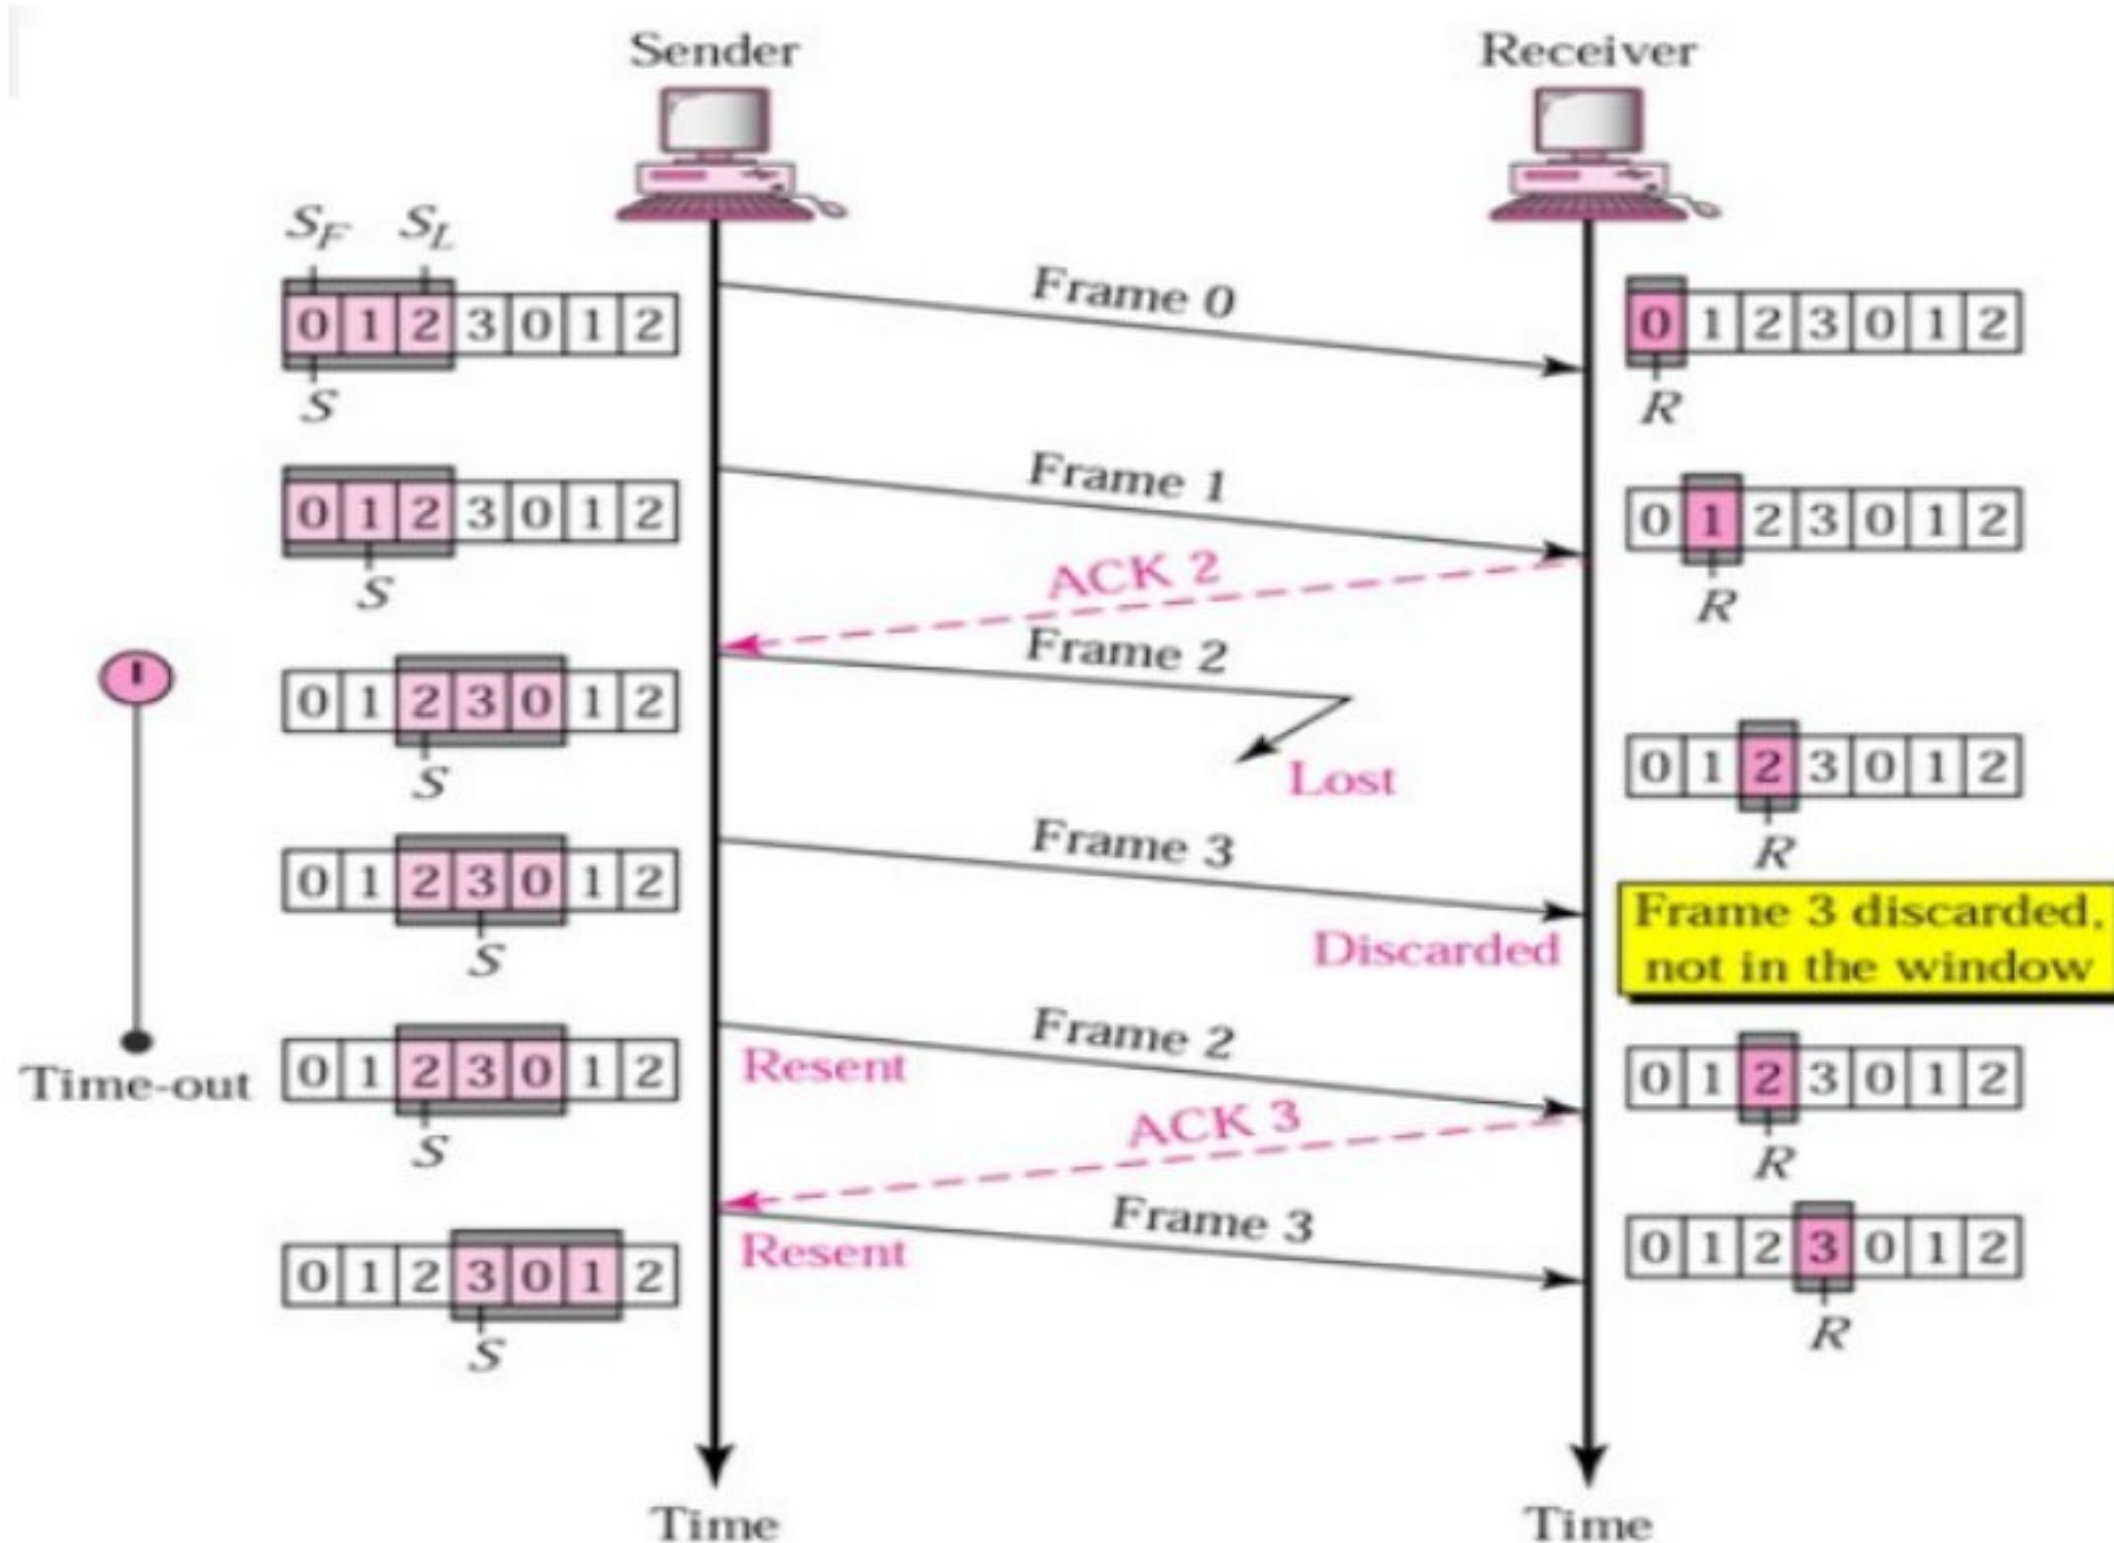 Sender Receiver
S_F S_L
Frame 0
0 1 2 3 0 1 2
0 1 2 3 0 1 2
S
R
Frame 1
0 1 2 3 0 1 2
0 1 2 3 0 1 2
ACK 2
S
R
Frame 2
0 1 2 3 0 1 2
Lost
0 1 2 3 0 1 2
S
Frame 3
R
0 1 2 3 0 1 2
Discarded
Frame 3 discarded,
not in the window
S
Frame 2
Time-out
0 1 2 3 0 1 2
Resent
0 1 2 3 0 1 2
ACK 3
S
R
Frame 3
Resent
0 1 2 3 0 1 2
0 1 2 3 0 1 2
S
R
Time Time